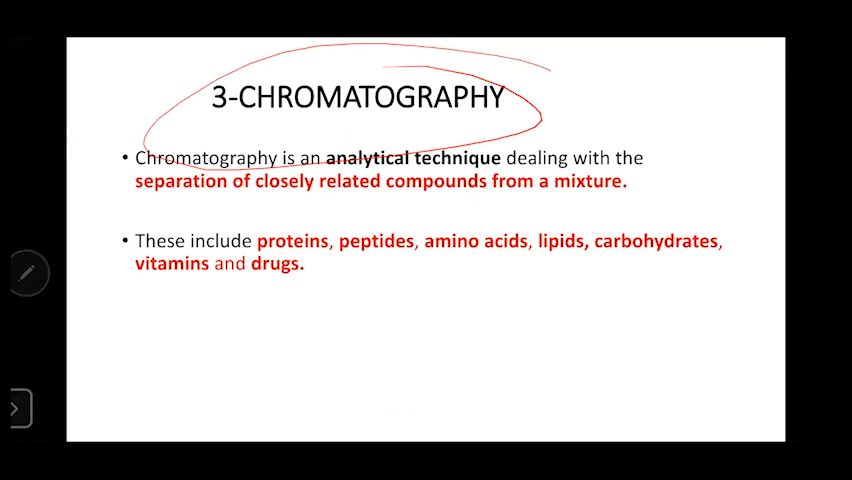 3-CHROMATOGRAPHY
• Chromatography is an analytical technique dealing with the
separation of closely related compounds from a mixture.
• These include proteins, peptides, amino acids, lipids, carbohydrates,
vitamins and drugs.